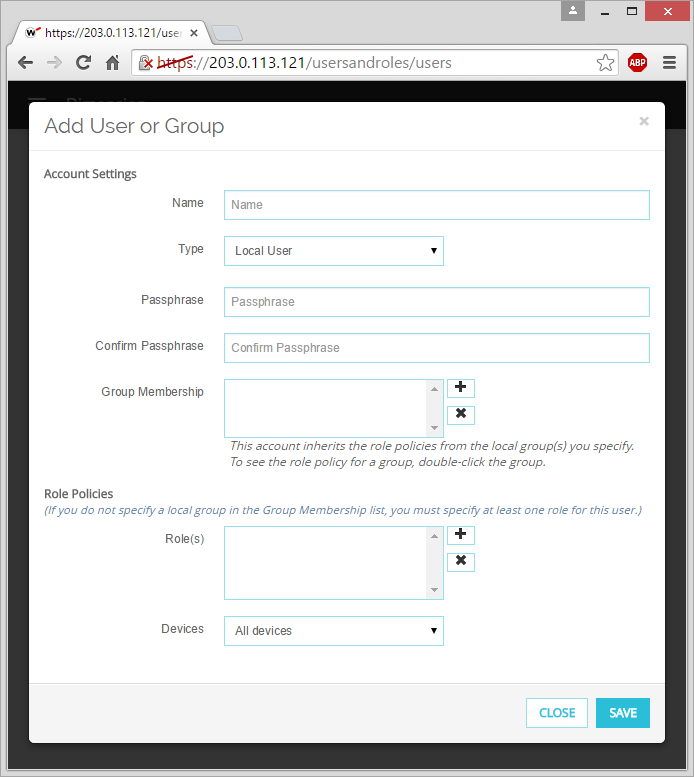 https://203.0.113.121/use
https://203.0.113.121/usersandroles/users
ABP
Add User or Group
Account Settings
Name
Name
Type
Local User
Passphrase
Passphrase
Confirm Passphrase
Confirm Passphrase
Group Membership
This account inherits the role policies from the local group(s) you specify.
To see the role policy for a group, double-click the group.
Role Policies
(If you do not specify a local group in the Group Membership list, you must specify at least one role for this user.)
Role(s)
Devices
All devices
CLOSE
SAVE